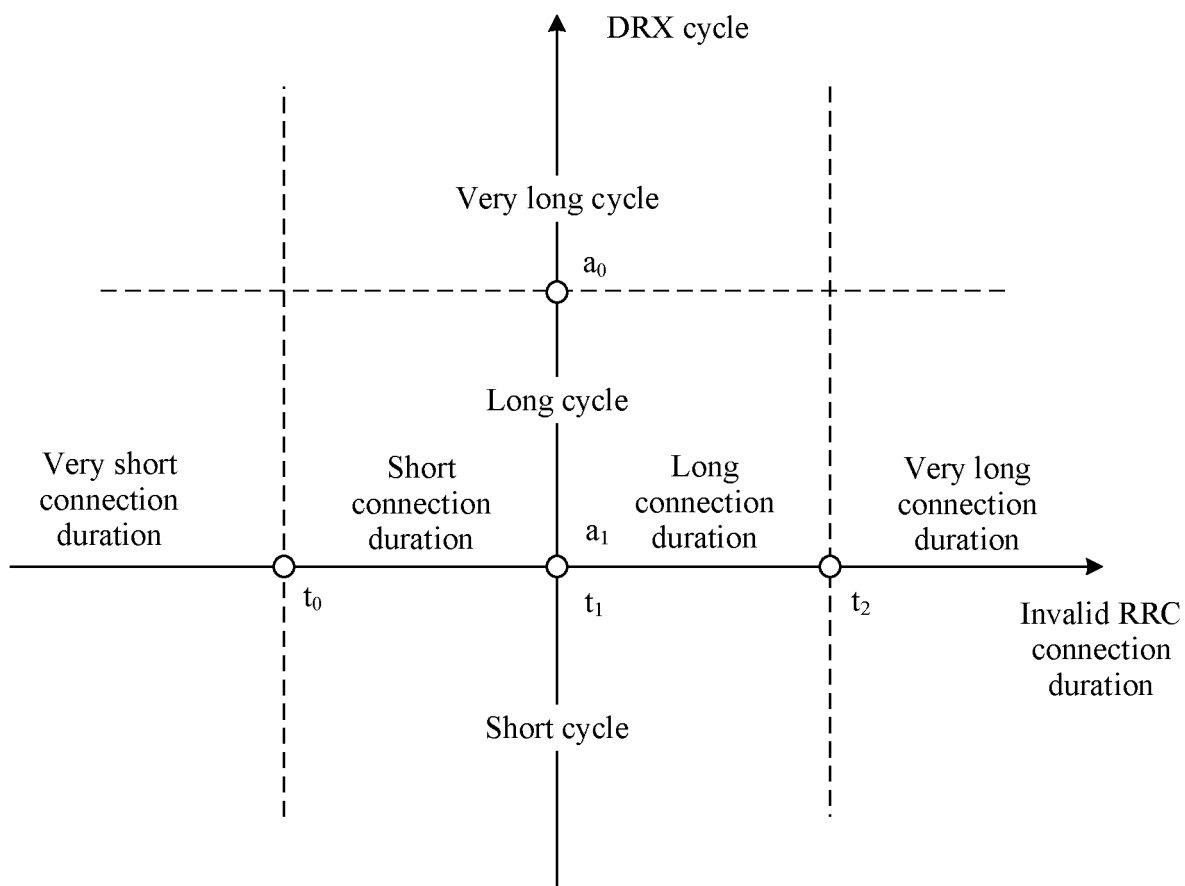 DRX cycle
Very long cycle
a₀
Long cycle
Very short
connection
duration
Short
connection
duration
Long
connection
duration
Very long
connection
duration
a₁
t₀
t₁
t₂
Invalid RRC
connection
duration
Short cycle